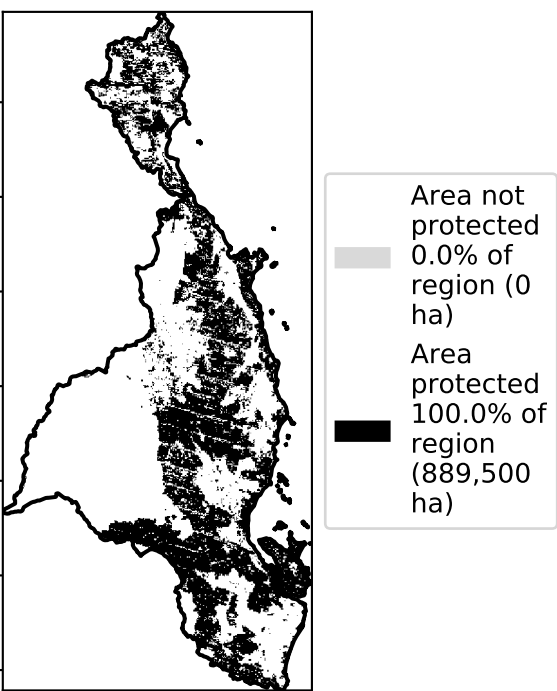 Area not
protected
0.0% of
region (0
ha)
Area
protected
100.0% of
region
(889,500
ha)